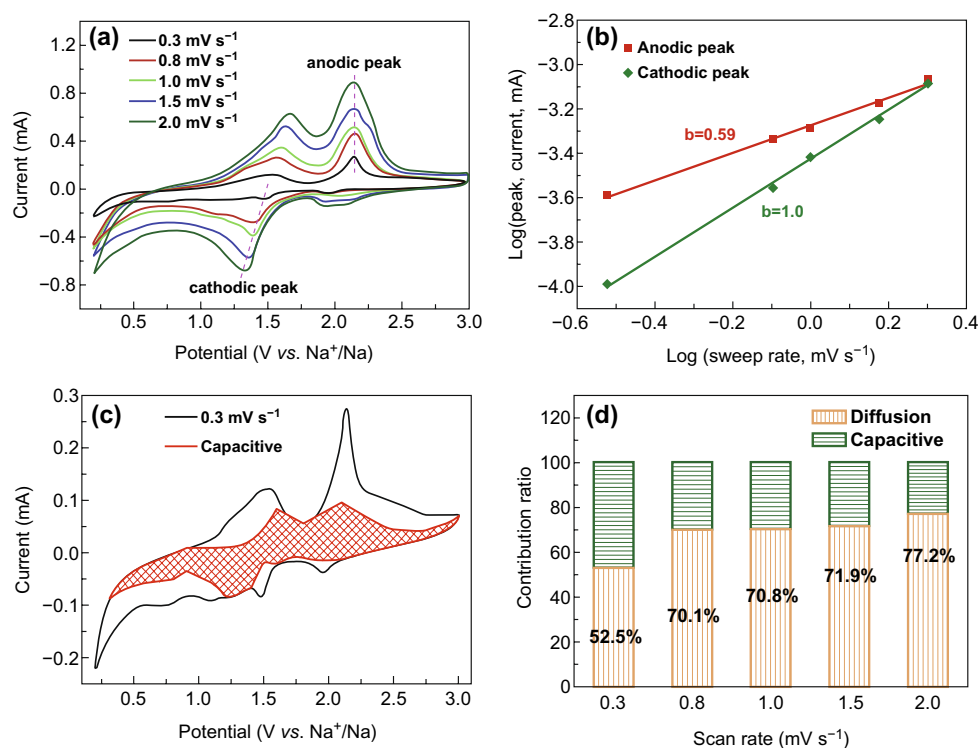 (a)
0.3 mV s⁻¹
0.8 mV s⁻¹
1.0 mV s⁻¹
1.5 mV s⁻¹
2.0 mV s⁻¹
anodic peak
cathodic peak
1.2
0.8
0.4
0.0
−0.4
−0.8
Current (mA)
0.5 1.0 1.5 2.0 2.5 3.0
Potential (V vs. Na⁺/Na)
(b)
Anodic peak
Cathodic peak
b=0.59
b=1.0
−2.8
−3.0
−3.2
−3.4
−3.6
−3.8
−4.0
Log(peak, current, mA)
−0.6 −0.4 −0.2 0.0 0.2 0.4
Log (sweep rate, mV s⁻¹)
(c)
0.3 mV s⁻¹
Capacitive
0.3
0.2
0.1
0.0
−0.1
−0.2
Current (mA)
0.5 1.0 1.5 2.0 2.5 3.0
Potential (V vs. Na⁺/Na)
(d)
Diffusion
Capacitive
120
100
80
60
40
20
0
Contribution ratio
52.5%
70.1%
70.8%
71.9%
77.2%
0.3 0.8 1.0 1.5 2.0
Scan rate (mV s⁻¹)